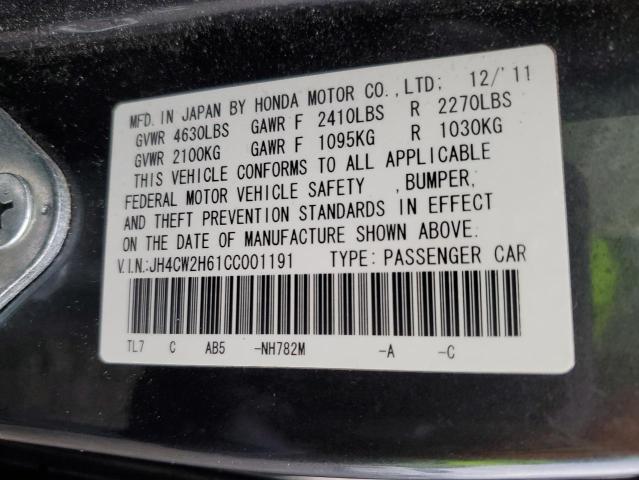 MFD. IN JAPAN BY HONDA MOTOR CO.,LTD; 12/'11
GVWR 4630LBS GAWR F 2410LBS R 2270LBS
GVWR 2100KG GAWR F 1095KG R 1030KG
THIS VEHICLE CONFORMS TO ALL APPLICABLE
FEDERAL MOTOR VEHICLE SAFETY ,BUMPER,
AND THEFT PREVENTION STANDARDS IN EFFECT
ON THE DATE OF MANUFACTURE SHOWN ABOVE.
V.I.N.:JH4CW2H61CC001191 TYPE: PASSENGER CAR
TL7 C AB5 -NH782M -A -C